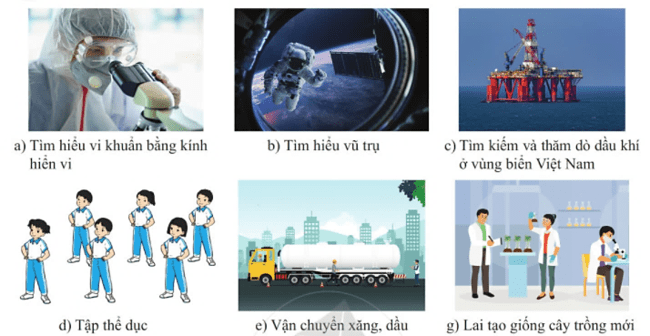 a) Tìm hiểu vi khuẩn bằng kính
hiển vi
b) Tìm hiểu vũ trụ
c) Tìm kiếm và thăm dò dầu khí
ở vùng biển Việt Nam
d) Tập thể dục
e) Vận chuyển xăng, dầu
g) Lai tạo giống cây trồng mới